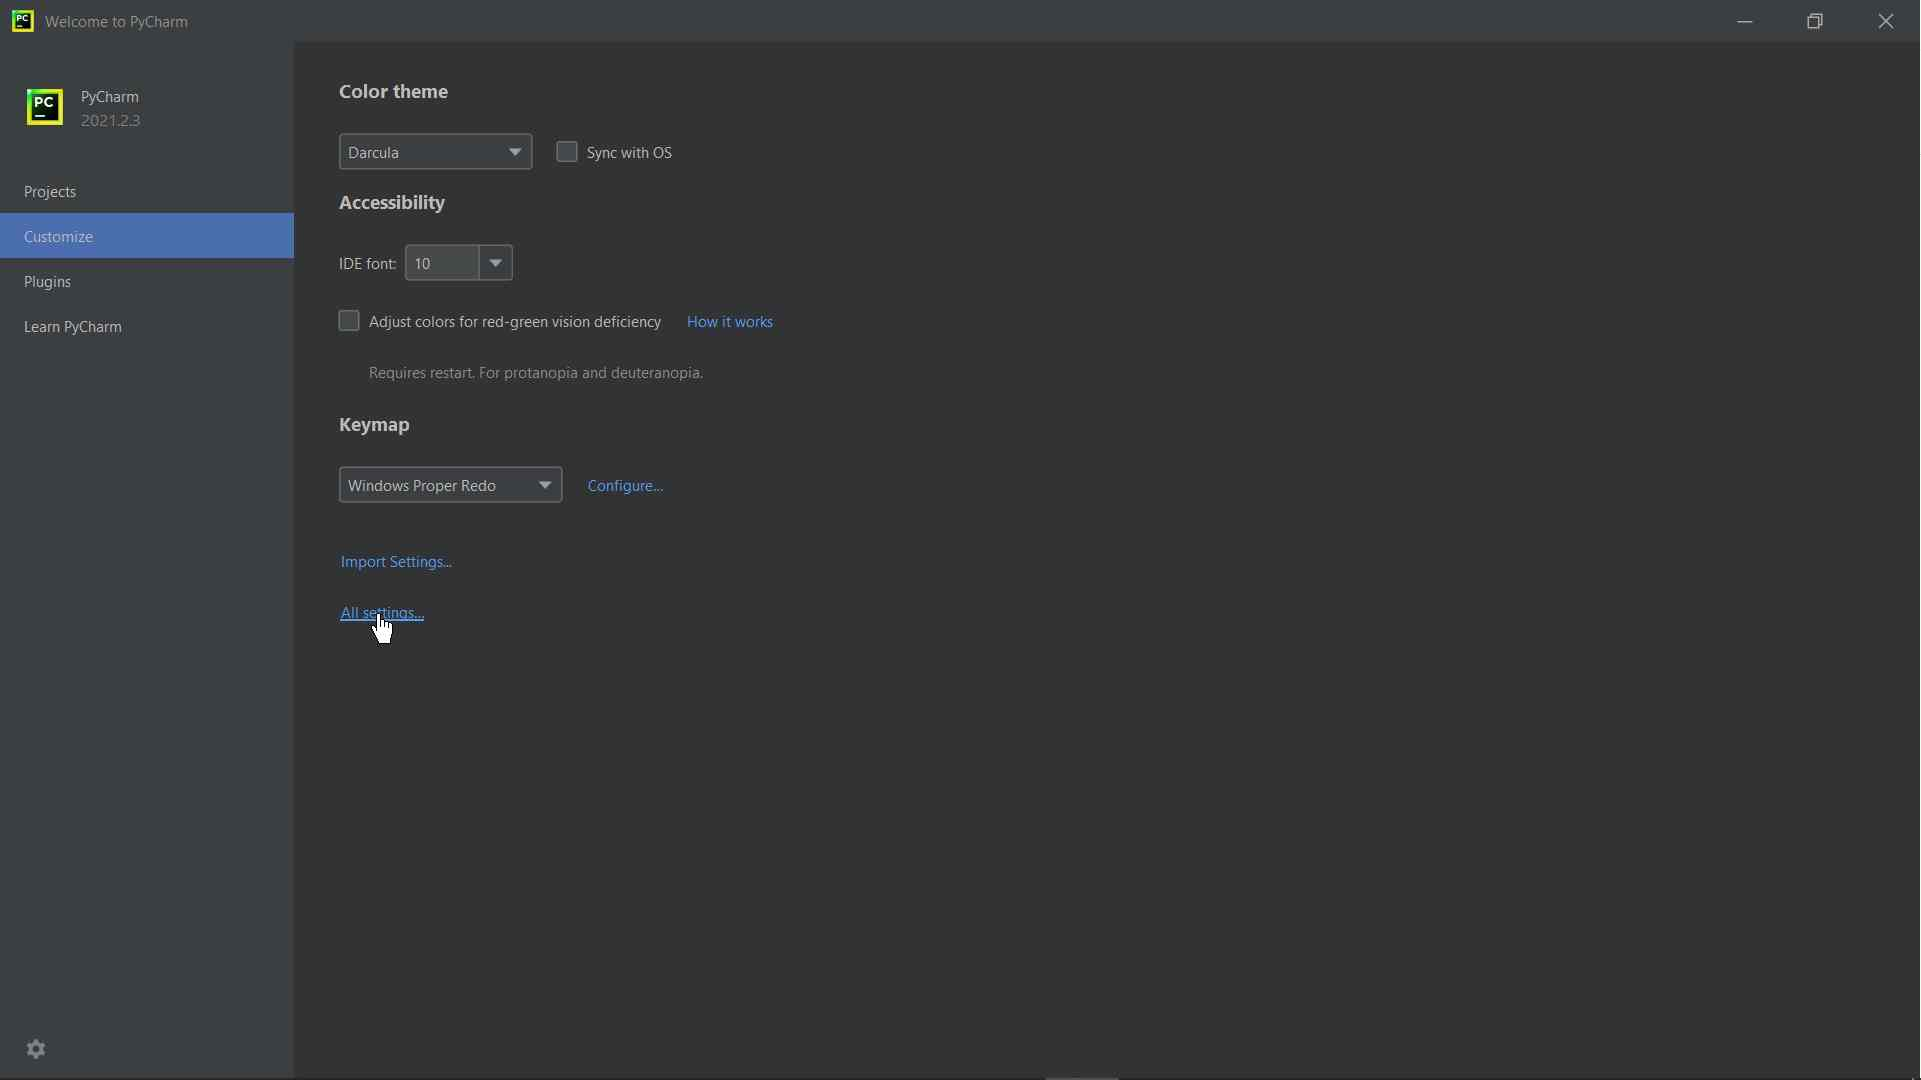 PC Welcome to PyCharm
PC PyCharm
2021.2.3
Projects
Customize
Plugins
Learn PyCharm
Color theme
Darcula Sync with OS
Accessibility
IDE font: 10
Adjust colors for red-green vision deficiency How it works
Requires restart. For protanopia and deuteranopia.
Keymap
Windows Proper Redo Configure...
Import Settings...
All settings...